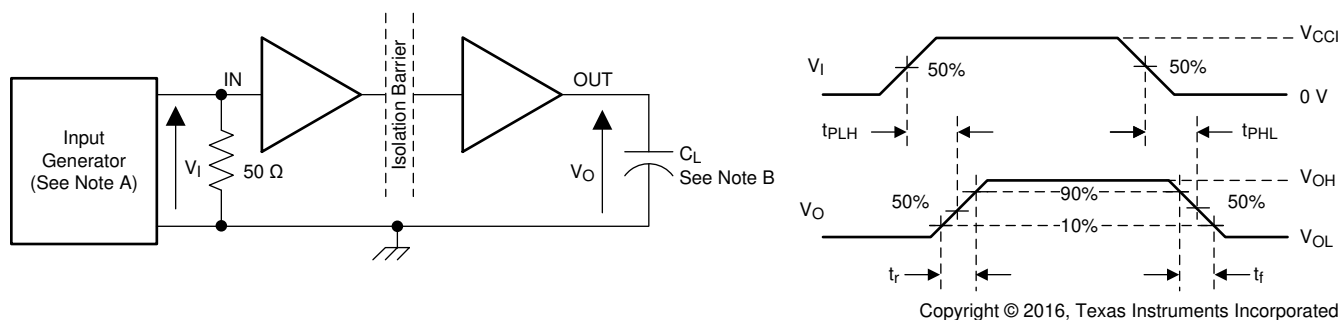 Input
Generator
(See Note A)
V_I
50 Ω
IN
Isolation Barrier
OUT
V_O
C_L
See Note B
V_I
50%
50%
V_CCI
0 V
t_PLH
t_PHL
V_O
50%
90%
10%
50%
V_OH
V_OL
t_r
t_f
Copyright © 2016, Texas Instruments Incorporated